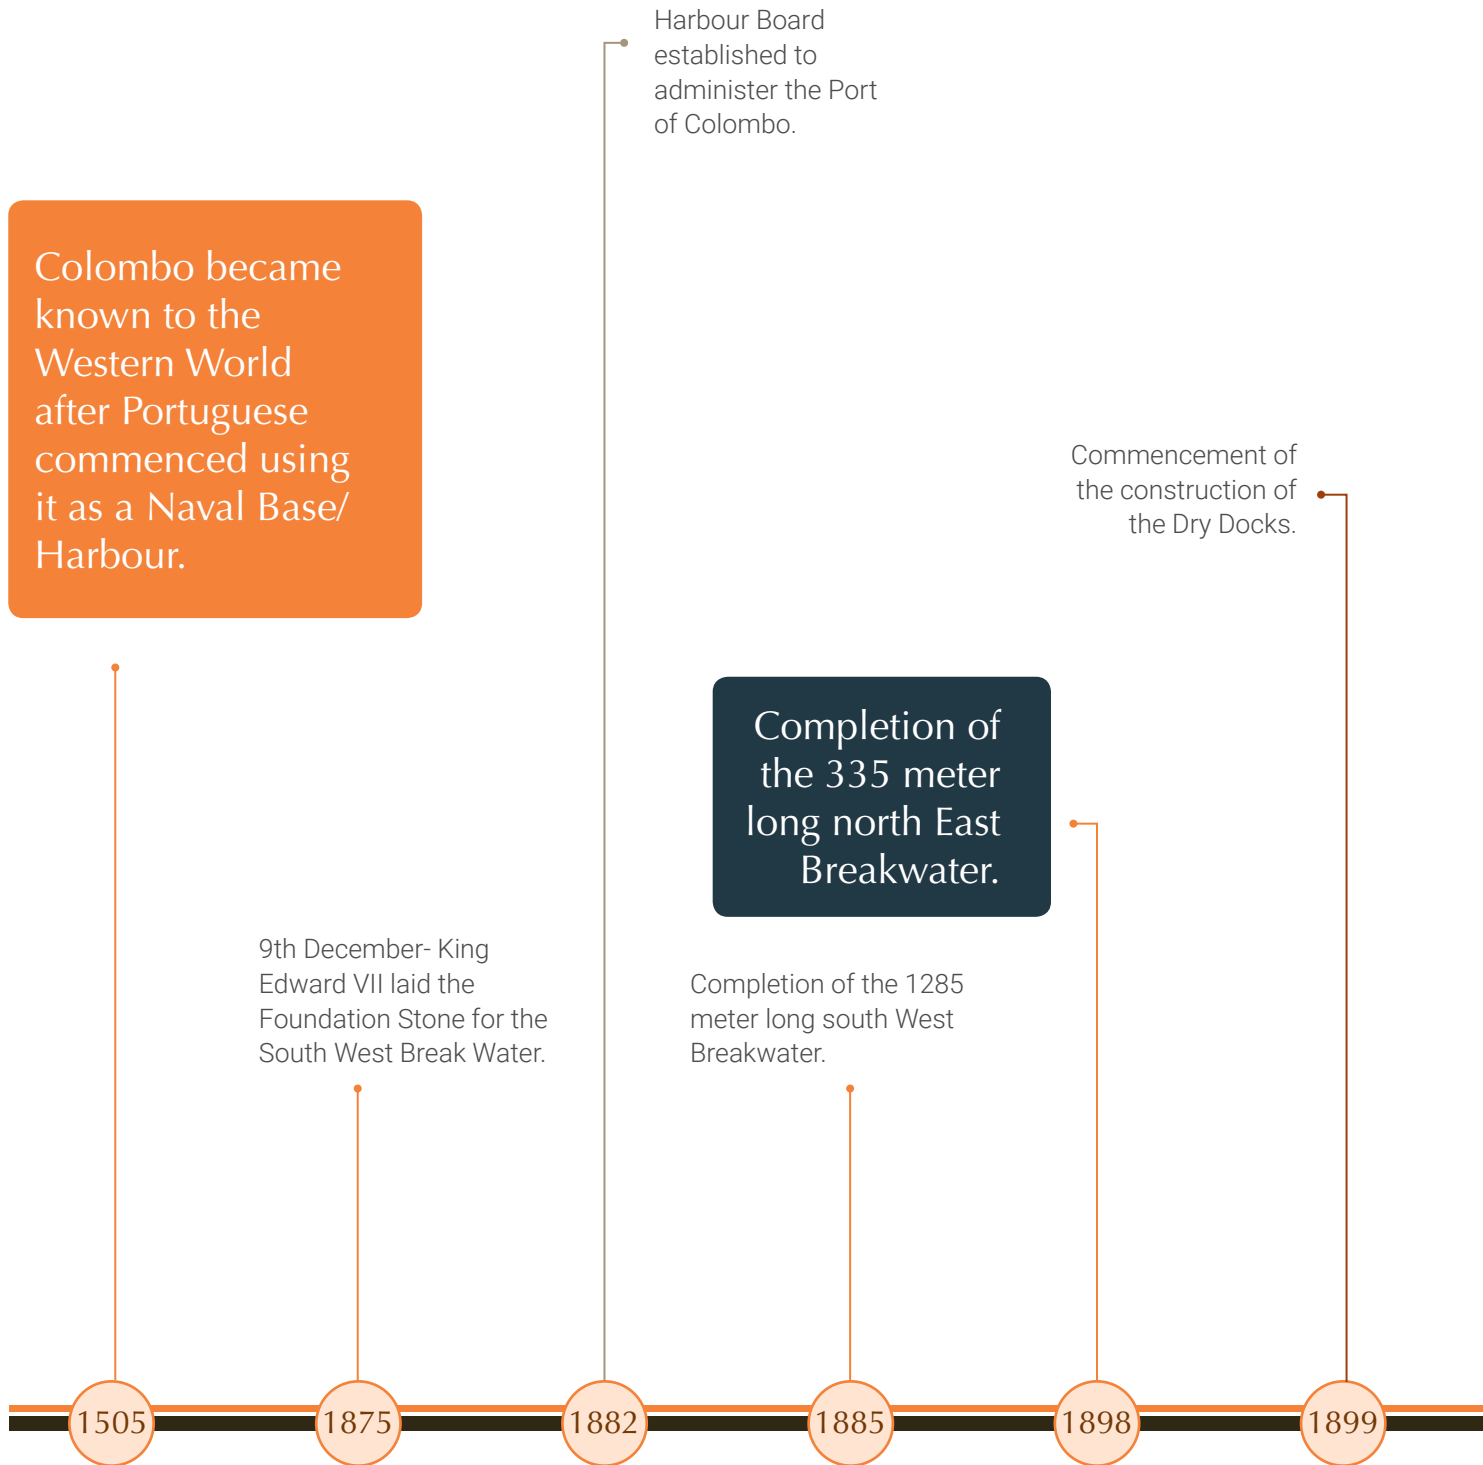 Harbour Board
established to
administer the Port
of Colombo.
Colombo became
known to the
Western World
after Portuguese
commenced using
it as a Naval Base/
Harbour.
Commencement of
the construction of
the Dry Docks.
Completion of
the 335 meter
long north East
Breakwater.
9th December- King
Edward VII laid the
Foundation Stone for the
South West Break Water.
Completion of the 1285
meter long south West
Breakwater.
1505
1875
1882
1885
1898
1899